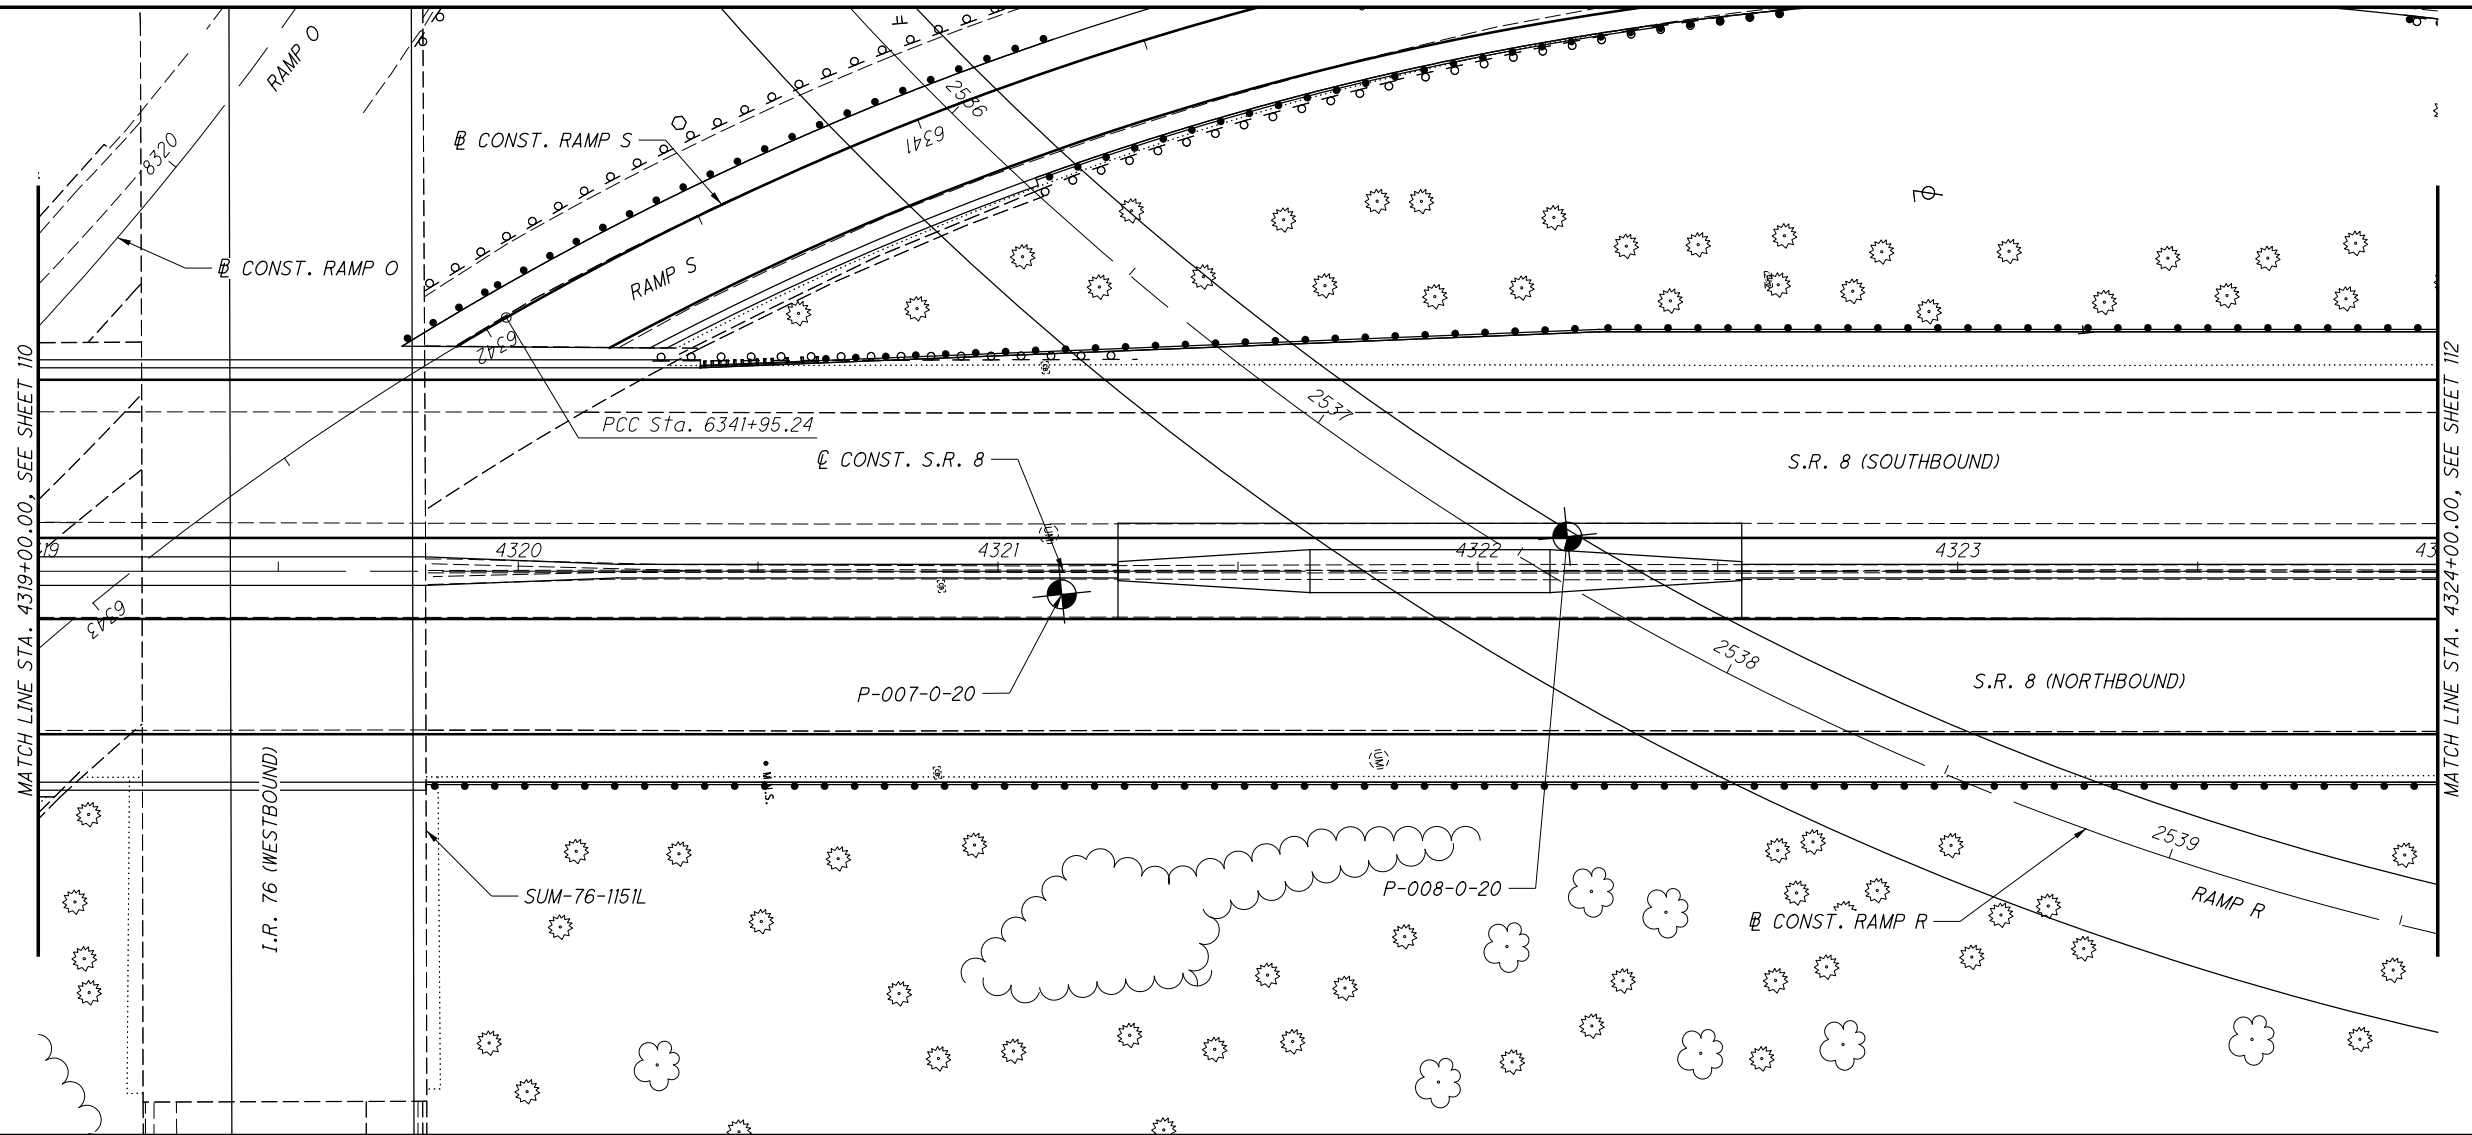 RAMP O
8320
℄ CONST. RAMP S
2536
6341
℄ CONST. RAMP O
RAMP S
6342
MATCH LINE STA. 4319+00.00, SEE SHEET 110
MATCH LINE STA. 4324+00.00, SEE SHEET 112
2537
PCC Sta. 6341+95.24
℄ CONST. S.R. 8
S.R. 8 (SOUTHBOUND)
19
4320
4321
4322
4323
43
6343
2538
P-007-0-20
S.R. 8 (NORTHBOUND)
I.R. 76 (WESTBOUND)
2539
SUM-76-1151L
P-008-0-20
℄ CONST. RAMP R
RAMP R